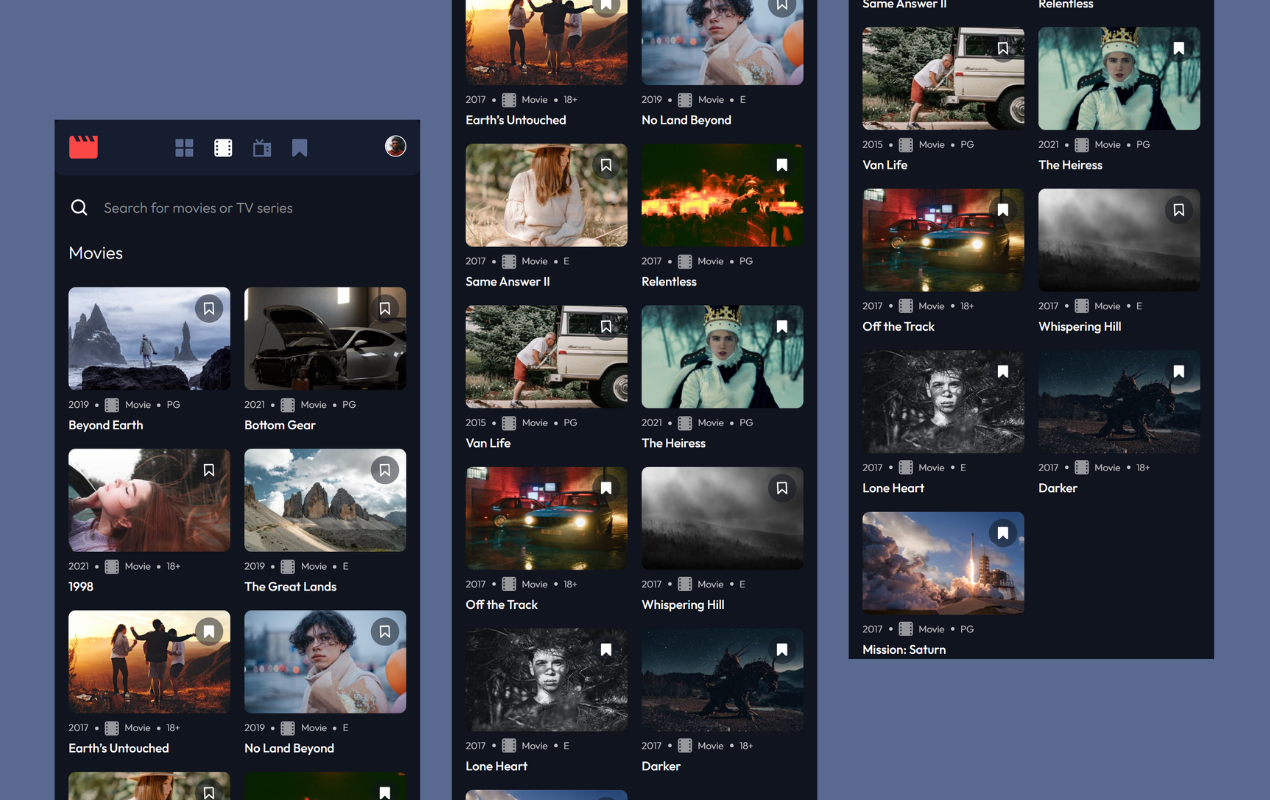 Search for movies or TV series
Movies
2019 • Movie • PG
Beyond Earth
2021 • Movie • PG
Bottom Gear
2021 • Movie • 18+
1998
2019 • Movie • E
The Great Lands
2017 • Movie • 18+
Earth's Untouched
2019 • Movie • E
No Land Beyond
2017 • Movie • 18+
Earth's Untouched
2019 • Movie • E
No Land Beyond
2017 • Movie • E
Same Answer II
2017 • Movie • PG
Relentless
2015 • Movie • PG
Van Life
2021 • Movie • PG
The Heiress
2017 • Movie • 18+
Off the Track
2017 • Movie • E
Whispering Hill
2017 • Movie • E
Lone Heart
2017 • Movie • 18+
Darker
Same Answer II
Relentless
2015 • Movie • PG
Van Life
2021 • Movie • PG
The Heiress
2017 • Movie • 18+
Off the Track
2017 • Movie • E
Whispering Hill
2017 • Movie • E
Lone Heart
2017 • Movie • 18+
Darker
2017 • Movie • PG
Mission: Saturn